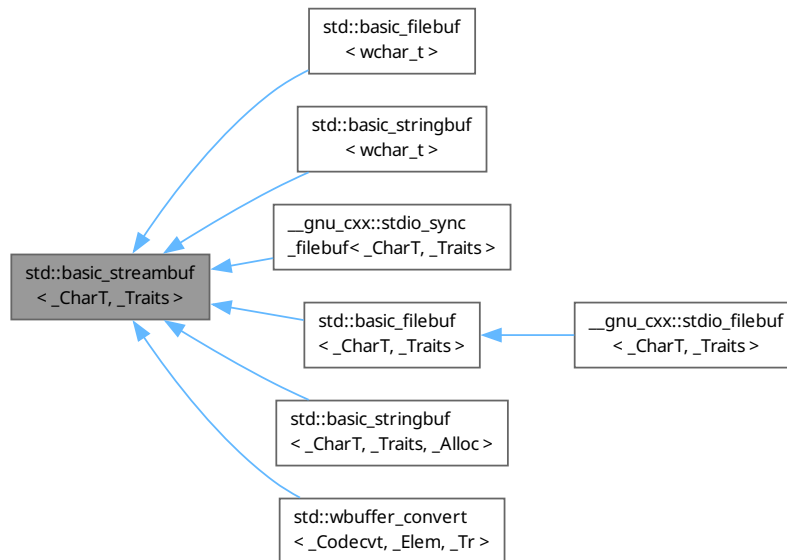 std::basic_filebuf
< wchar_t >
std::basic_stringbuf
< wchar_t >
__gnu_cxx::stdio_sync
_filebuf< _CharT, _Traits >
std::basic_streambuf
< _CharT, _Traits >
std::basic_filebuf
< _CharT, _Traits >
__gnu_cxx::stdio_filebuf
< _CharT, _Traits >
std::basic_stringbuf
< _CharT, _Traits, _Alloc >
std::wbuffer_convert
< _Codecvt, _Elem, _Tr >